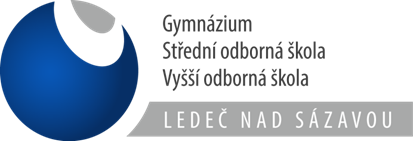 Gymnázium
Střední odborná škola
Vyšší odborná škola
LEDEČ NAD SÁZAVOU